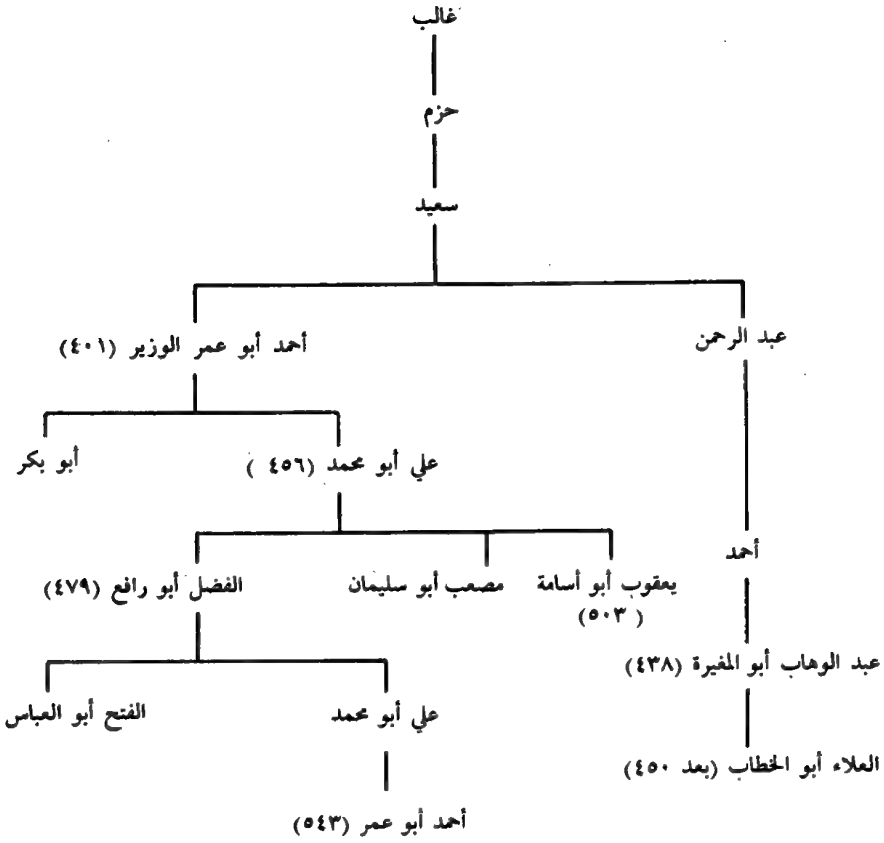 غالب
حزم
سعيد
عبد الرحمن
أحمد أبو عمر الوزير (٤٠١)
علي أبو محمد (٤٥٦ )
أبو بكر
أحمد
يعقوب أبو أسامة
(٥٠٣ )
مصعب أبو سليمان
الفضل أبو رافع (٤٧٩)
عبد الوهاب أبو المغيرة (٤٣٨)
علي أبو محمد
الفتح أبو العباس
العلاء أبو الخطاب (بعد ٤٥٠)
أحمد أبو عمر (٥٤٣)